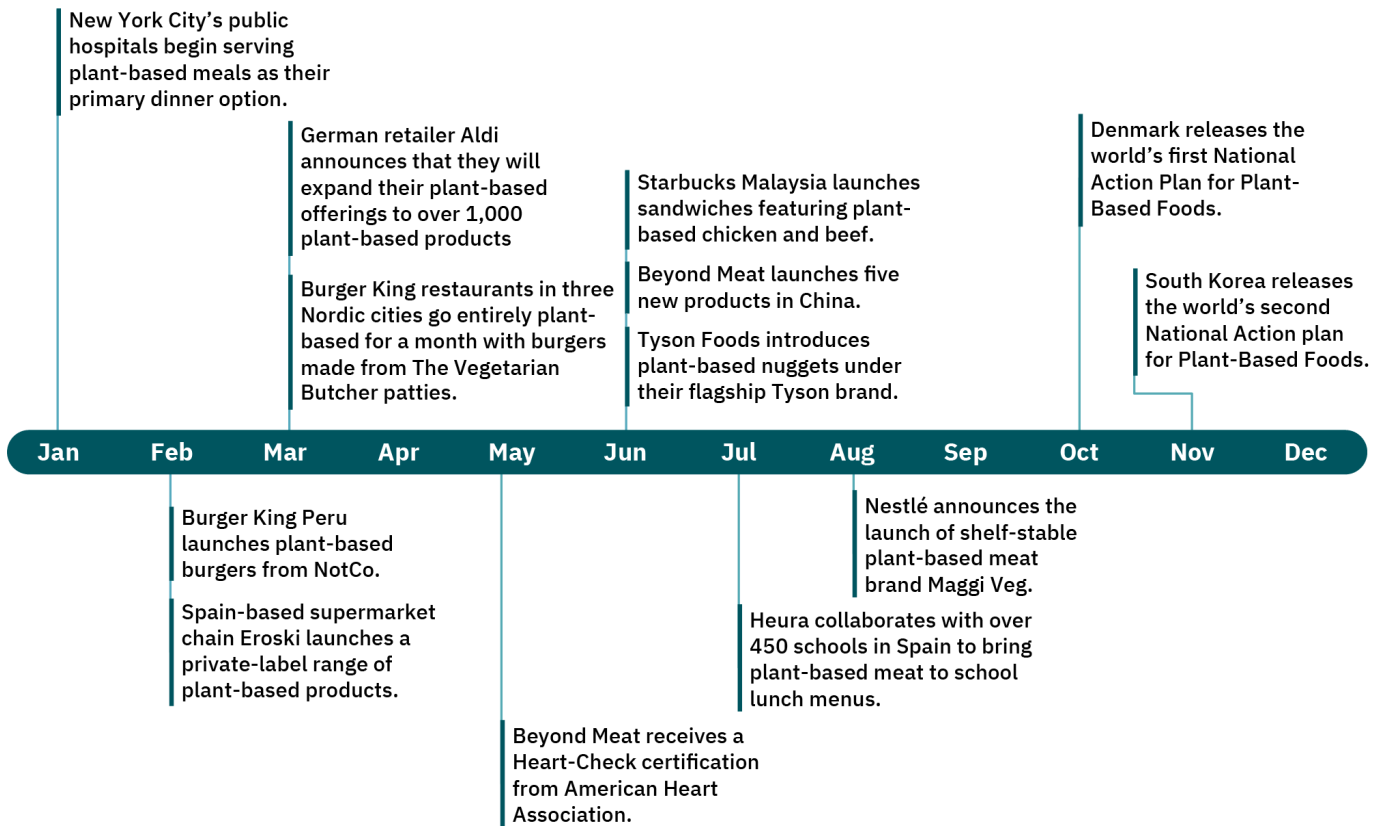 New York City’s public
hospitals begin serving
plant-based meals as their
primary dinner option.
German retailer Aldi
announces that they will
expand their plant-based
offerings to over 1,000
plant-based products
Burger King restaurants in three
Nordic cities go entirely plant-
based for a month with burgers
made from The Vegetarian
Butcher patties.
Starbucks Malaysia launches
sandwiches featuring plant-
based chicken and beef.
Beyond Meat launches five
new products in China.
Tyson Foods introduces
plant-based nuggets under
their flagship Tyson brand.
Denmark releases the
world’s first National
Action Plan for Plant-
Based Foods.
South Korea releases
the world’s second
National Action plan
for Plant-Based Foods.
Jan Feb Mar Apr May Jun Jul Aug Sep Oct Nov Dec
Burger King Peru
launches plant-based
burgers from NotCo.
Spain-based supermarket
chain Eroski launches a
private-label range of
plant-based products.
Beyond Meat receives a
Heart-Check certification
from American Heart
Association.
Heura collaborates with over
450 schools in Spain to bring
plant-based meat to school
lunch menus.
Nestlé announces the
launch of shelf-stable
plant-based meat
brand Maggi Veg.